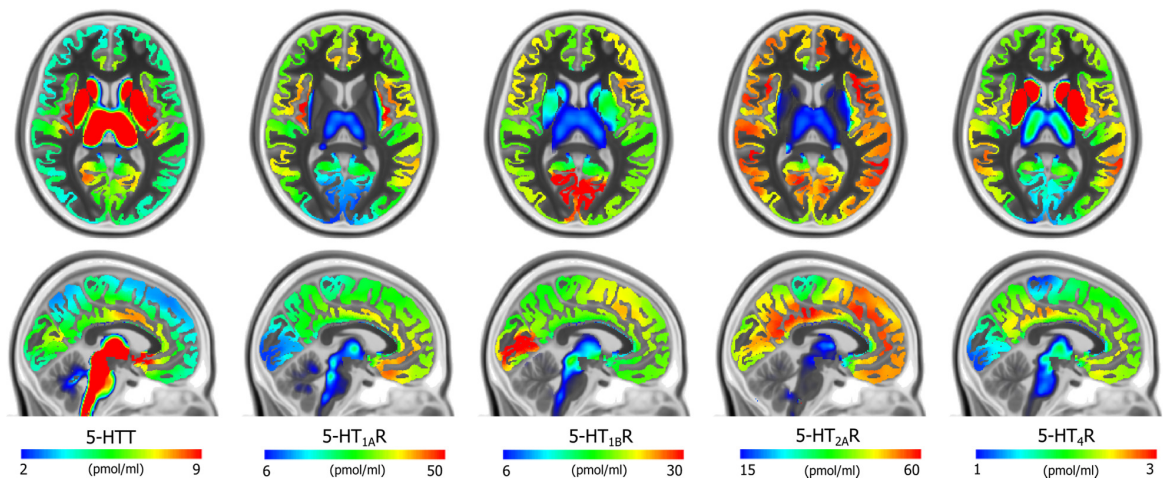 5-HTT
5-HT1AR
5-HT1BR
5-HT2AR
5-HT4R
2 (pmol/ml) 9
6 (pmol/ml) 50
6 (pmol/ml) 30
15 (pmol/ml) 60
1 (pmol/ml) 3